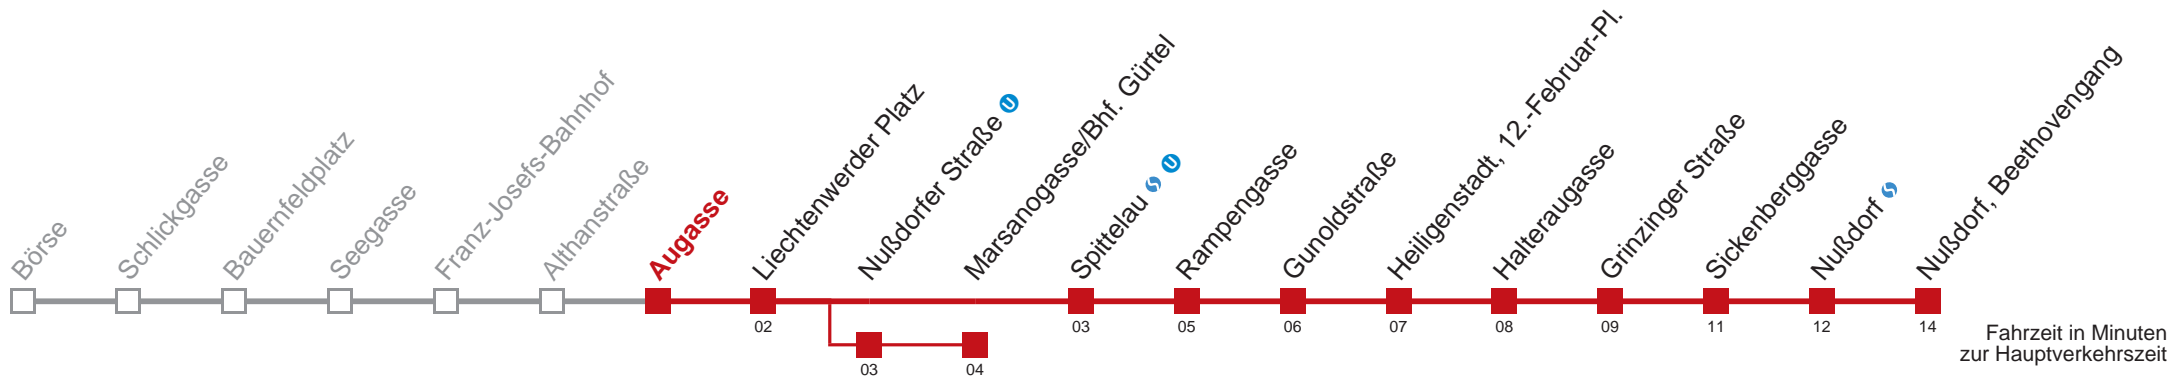 Börse
Schlickgasse
Bauernfeldplatz
Seegasse
Franz-Josefs-Bahnhof
Althanstraße
Augasse
Liechtenwerder Platz
Nußdorfer Straße U
Marsanogasse/Bhf. Gürtel
Spittelau S U
Rampengasse
Gunoldstraße
Heiligenstadt, 12.-Februar-Pl.
Halteraugasse
Grinzinger Straße
Sickenberggasse
Nußdorf S
Nußdorf, Beethovengang
02
03
05
06
07
08
09
11
12
14
03
04
Fahrzeit in Minuten
zur Hauptverkehrszeit